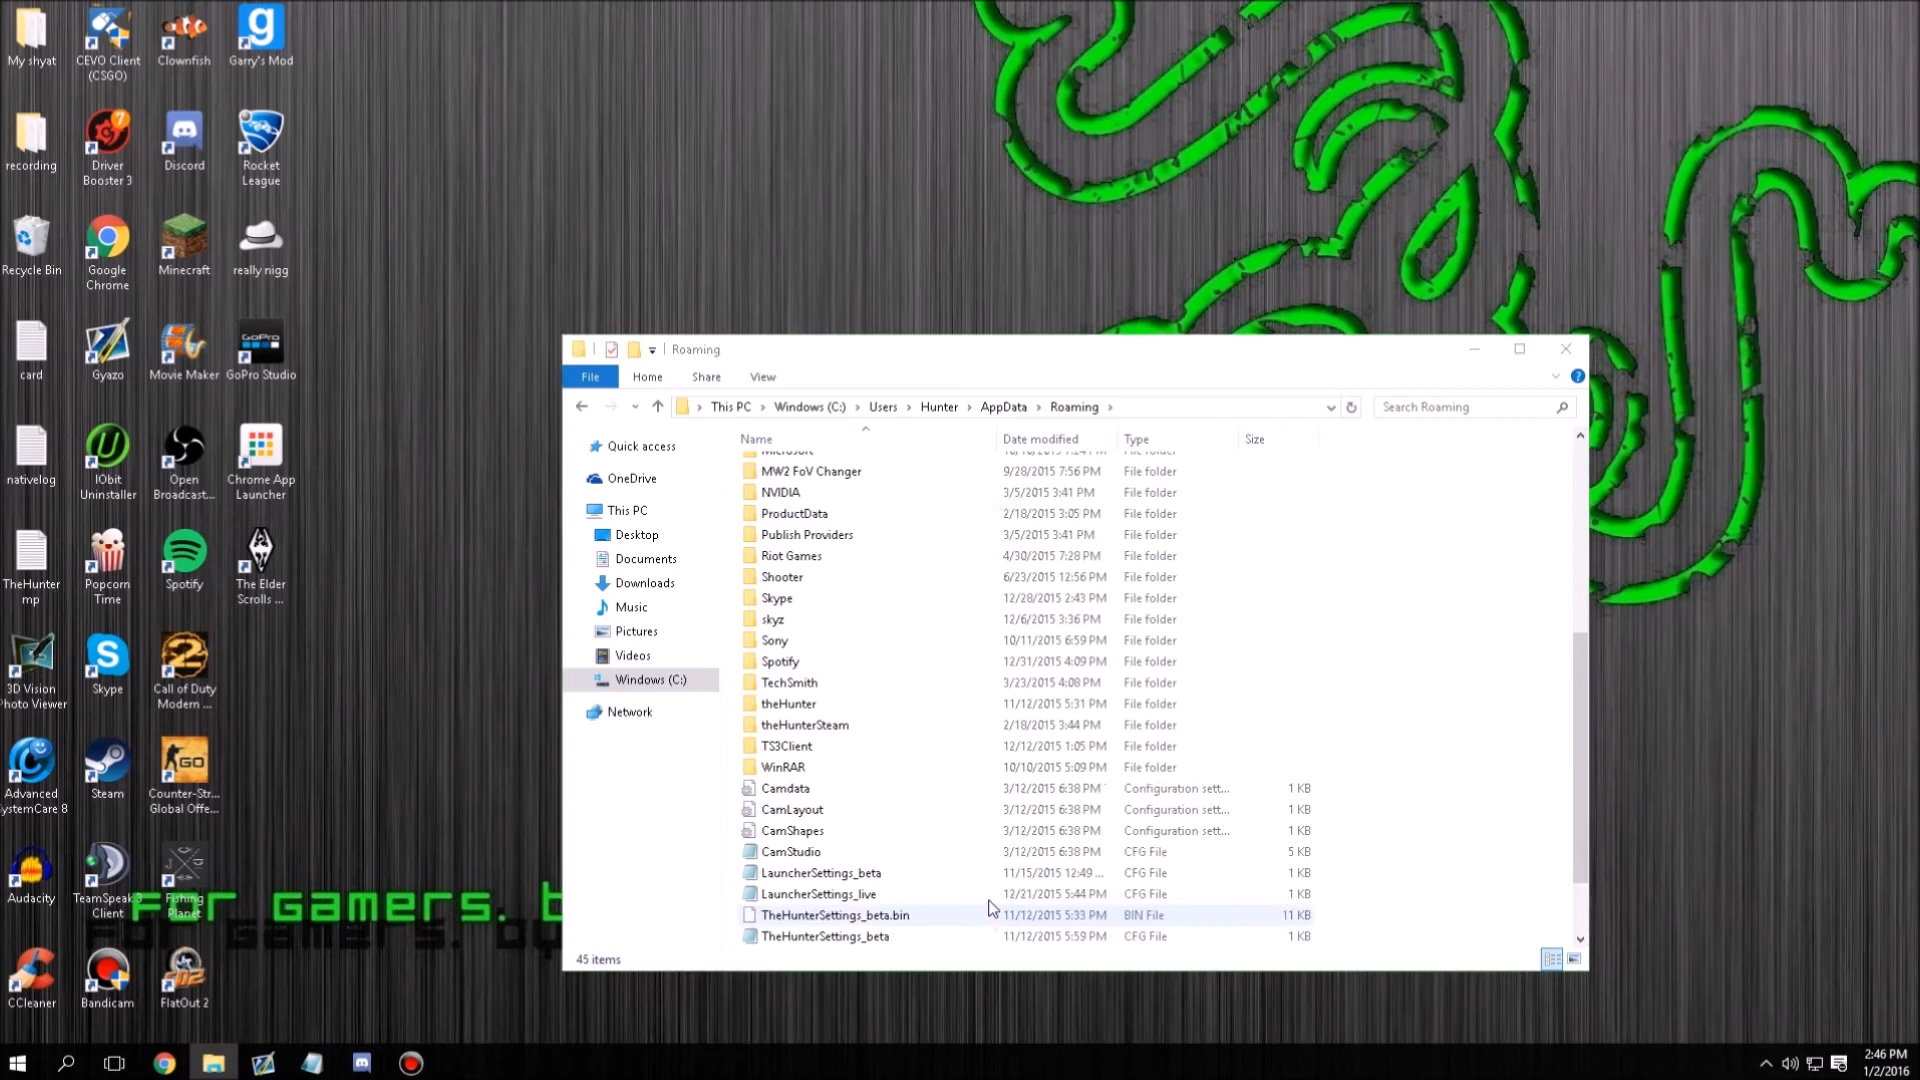 My shyat
CEVO Client
(CSGO)
Clownfish
Garry's Mod
recording
Driver
Booster 3
Discord
Rocket
League
Recycle Bin
Google
Chrome
Minecraft
really nigg
card
Gyazo
Movie Maker
GoPro Studio
nativelog
IObit
Uninstaller
Open
Broadcast...
Chrome App
Launcher
TheHunter
mp
Popcorn
Time
Spotify
The Elder
Scrolls ...
3D Vision
Photo Viewer
Skype
Call of Duty
Modern ...
Advanced
SystemCare 8
Steam
Counter-Str...
Global Offe...
Audacity
TeamSpeak 3
Client
Fishing
Planet
CCleaner
Bandicam
FlatOut 2
For gamers. b
Roaming
File Home Share View
This PC > Windows (C:) > Users > Hunter > AppData > Roaming >
Search Roaming
Quick access
OneDrive
This PC
Desktop
Documents
Downloads
Music
Pictures
Videos
Windows (C:)
Network
Name Date modified Type Size
MW2 FoV Changer 9/28/2015 7:56 PM File folder
NVIDIA 3/5/2015 3:41 PM File folder
ProductData 2/18/2015 3:05 PM File folder
Publish Providers 3/5/2015 3:41 PM File folder
Riot Games 4/30/2015 7:28 PM File folder
Shooter 6/23/2015 12:56 PM File folder
Skype 12/28/2015 2:43 PM File folder
skyz 12/6/2015 3:36 PM File folder
Sony 10/11/2015 6:59 PM File folder
Spotify 12/31/2015 4:09 PM File folder
TechSmith 3/23/2015 4:08 PM File folder
theHunter 11/12/2015 5:31 PM File folder
theHunterSteam 2/18/2015 3:44 PM File folder
TS3Client 12/12/2015 1:05 PM File folder
WinRAR 10/10/2015 5:09 PM File folder
Camdata 3/12/2015 6:38 PM Configuration sett... 1 KB
CamLayout 3/12/2015 6:38 PM Configuration sett... 1 KB
CamShapes 3/12/2015 6:38 PM Configuration sett... 1 KB
CamStudio 3/12/2015 6:38 PM CFG File 5 KB
LauncherSettings_beta 11/15/2015 12:49 ... CFG File 1 KB
LauncherSettings_live 12/21/2015 5:44 PM CFG File 1 KB
TheHunterSettings_beta.bin 11/12/2015 5:33 PM BIN File 11 KB
TheHunterSettings_beta 11/12/2015 5:59 PM CFG File 1 KB
45 items
2:46 PM
1/2/2016